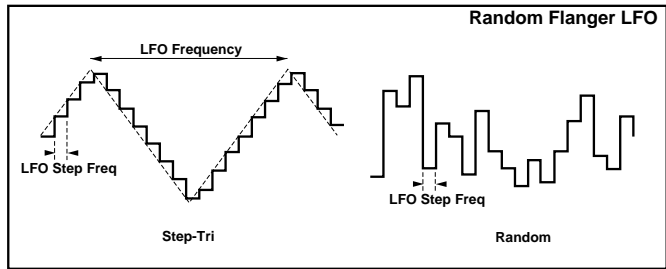 Random Flanger LFO
LFO Frequency
LFO Step Freq
LFO Step Freq
Step-Tri
Random